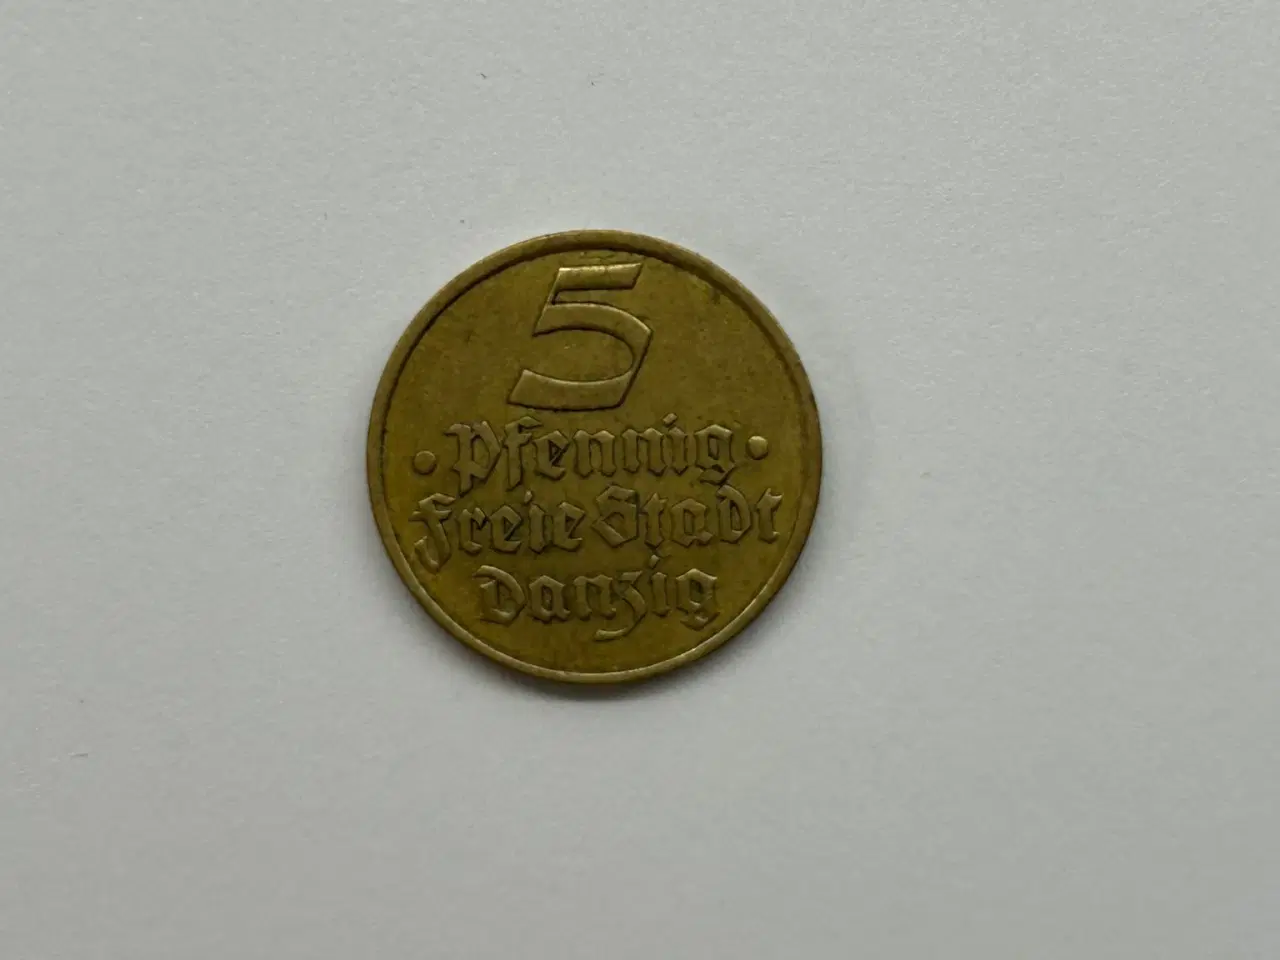 5
· Pfennig ·
Freie Stadt
Danzig